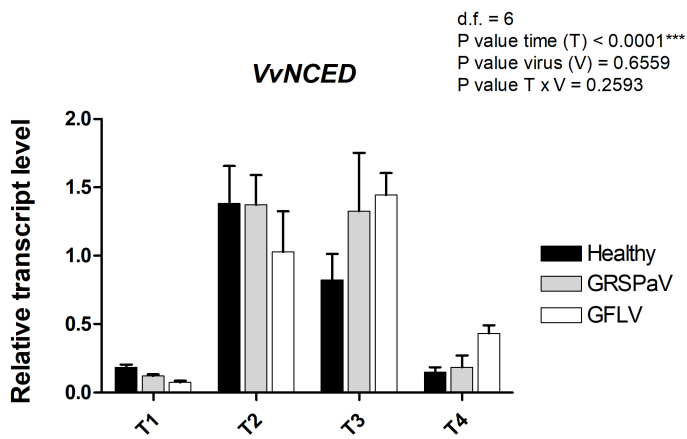 d.f. = 6
P value time (T) < 0.0001***
P value virus (V) = 0.6559
P value T x V = 0.2593
VvNCED
Relative transcript level
2.0
1.5
1.0
0.5
0.0
T1
T2
T3
T4
Healthy
GRSPaV
GFLV